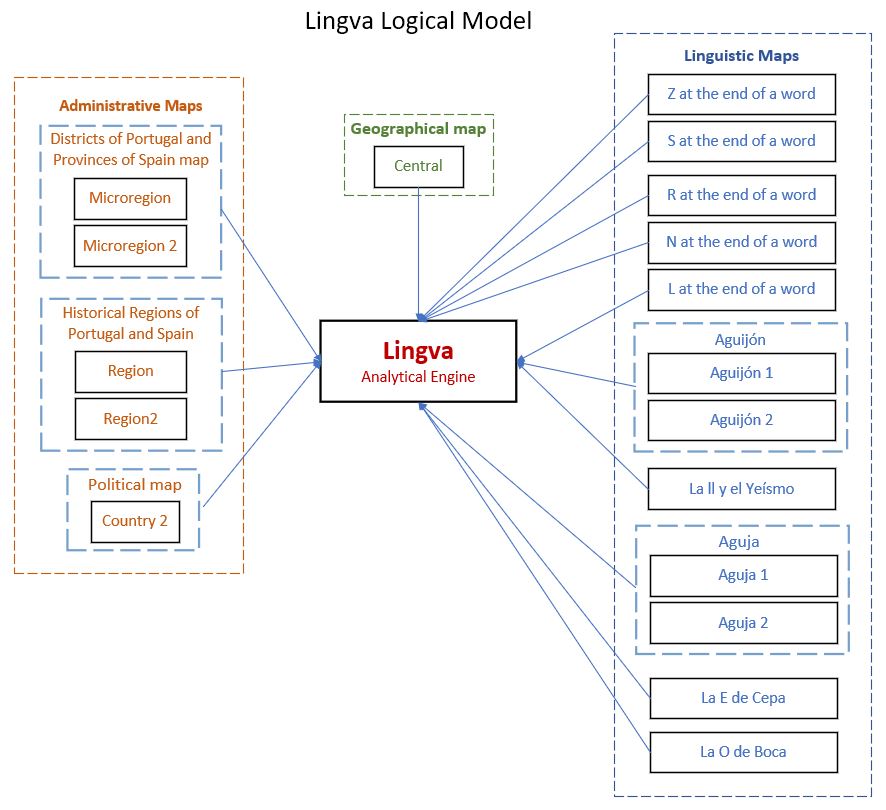 Lingva Logical Model
Administrative Maps
Districts of Portugal and
Provinces of Spain map
Microregion
Microregion 2
Historical Regions of
Portugal and Spain
Region
Region2
Political map
Country 2
Geographical map
Central
Lingva
Analytical Engine
Linguistic Maps
Z at the end of a word
S at the end of a word
R at the end of a word
N at the end of a word
L at the end of a word
Aguijón
Aguijón 1
Aguijón 2
La ll y el Yeísmo
Aguja
Aguja 1
Aguja 2
La E de Cepa
La O de Boca